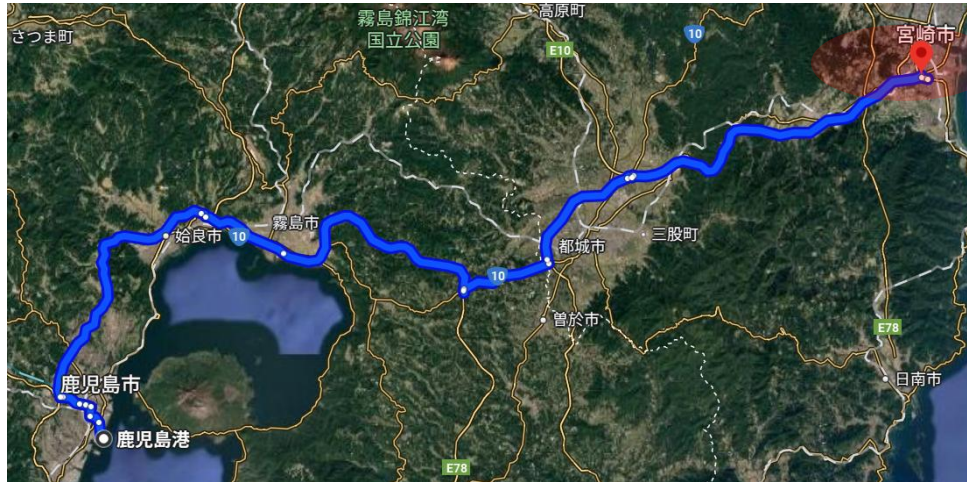 高原町
霧島錦江湾
国立公園
さつま町
10
E10
宮崎市
霧島市
姶良市
10
都城市
三股町
10
曽於市
E78
日南市
鹿児島市
鹿児島港
E78